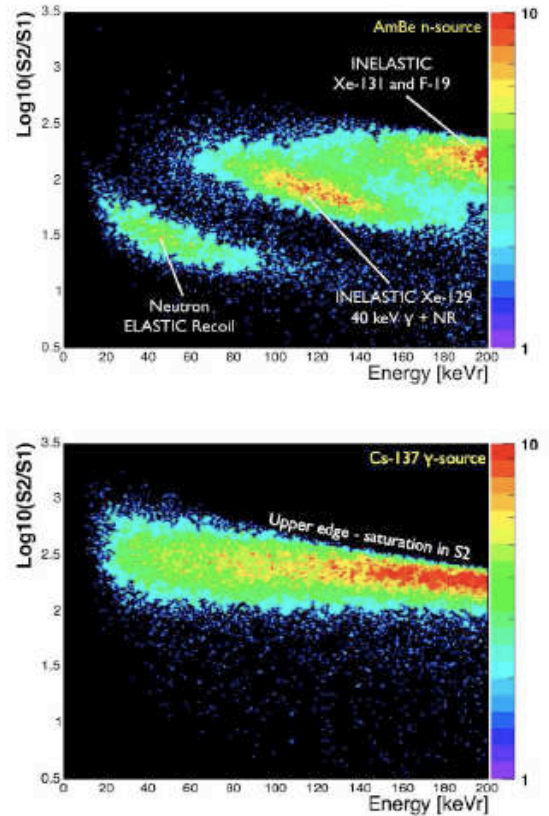 Log10(S2/S1)
3.5
3
2.5
2
1.5
1
0.5
AmBe n-source
INELASTIC
Xe-131 and F-19
Neutron
ELASTIC Recoil
INELASTIC Xe-129
40 keV γ + NR
0 20 40 60 80 100 120 140 160 180 200
Energy [keVr]
10
1
Log10(S2/S1)
3.5
3
2.5
2
1.5
1
0.5
Cs-137 γ-source
Upper edge - saturation in S2
0 20 40 60 80 100 120 140 160 180 200
Energy [keVr]
10
1